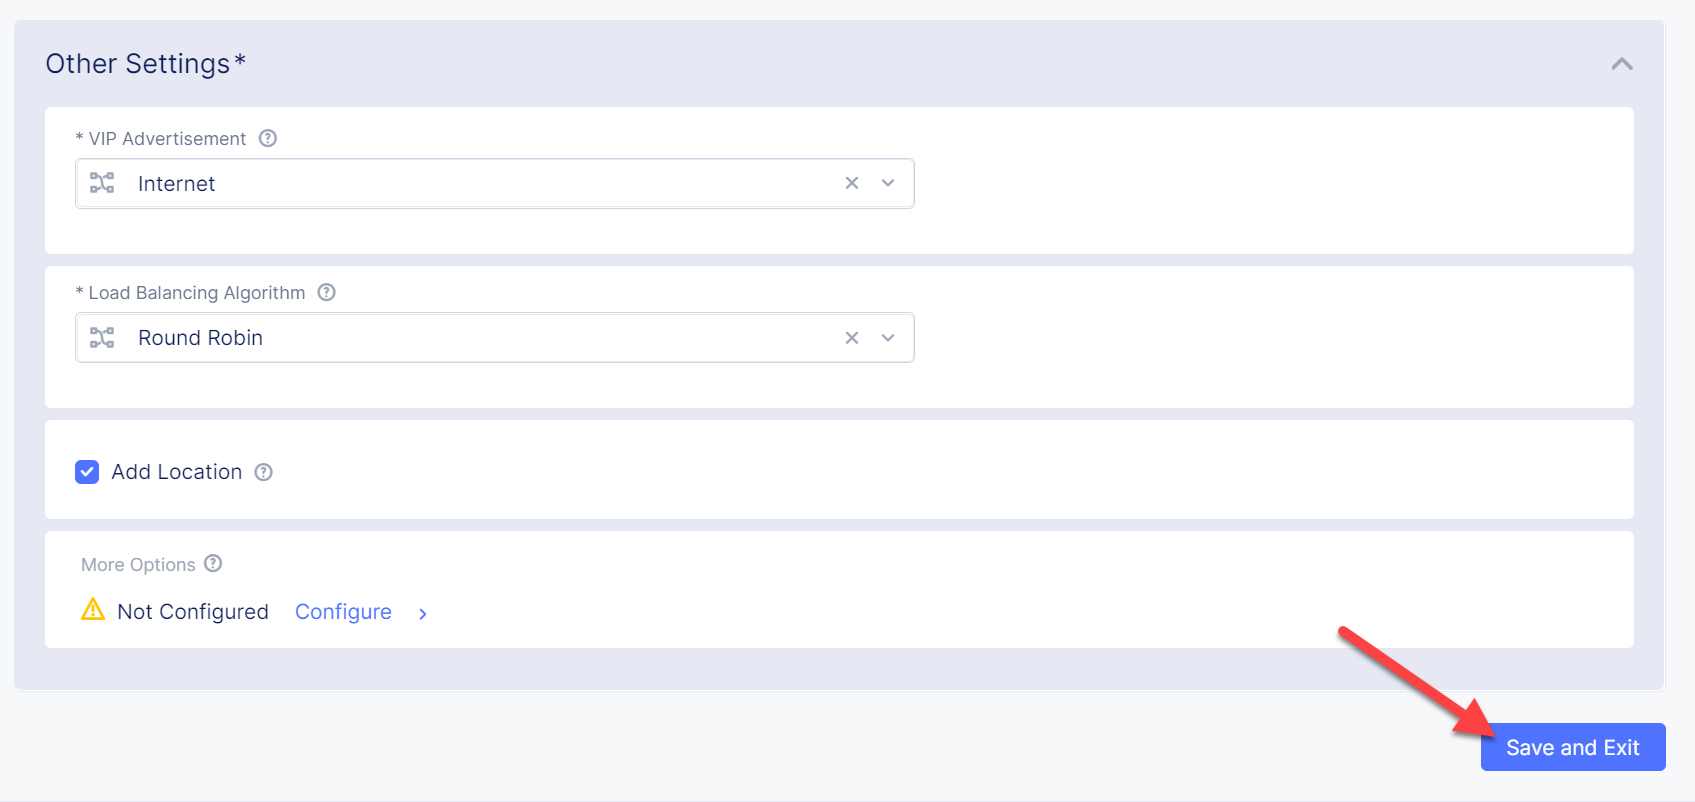 Other Settings*
* VIP Advertisement
Internet
* Load Balancing Algorithm
Round Robin
Add Location
More Options
Not Configured Configure
Save and Exit